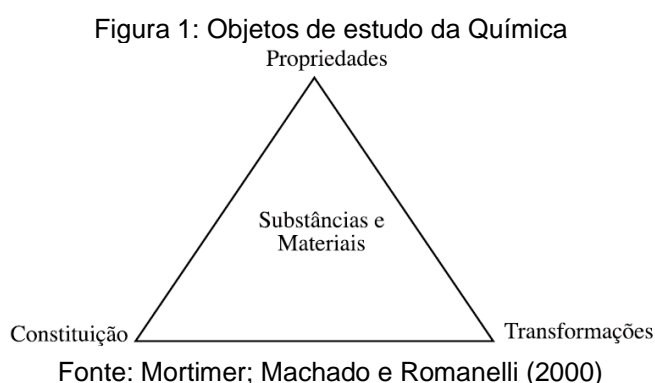 Figura 1: Objetos de estudo da Química
Propriedades
Substâncias e
Materiais
Constituição
Transformações
Fonte: Mortimer; Machado e Romanelli (2000)